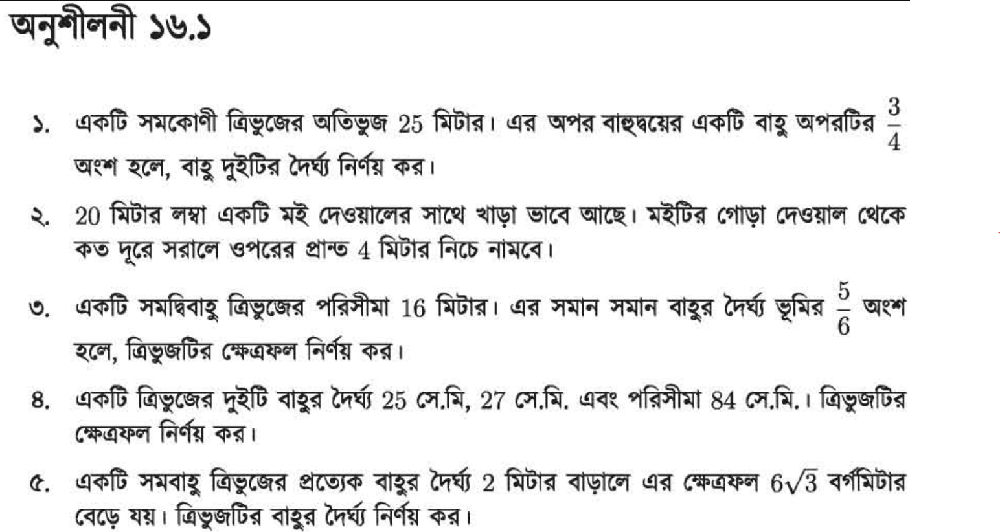 অনুশীলনী ১৬.১
১. একটি সমকোণী ত্রিভুজের অতিভুজ 25 মিটার। এর অপর বাহুদ্বয়ের একটি বাহু অপরটির 3/4
অংশ হলে, বাহু দুইটির দৈর্ঘ্য নির্ণয় কর।
২. 20 মিটার লম্বা একটি মই দেওয়ালের সাথে খাড়া ভাবে আছে। মইটির গোড়া দেওয়াল থেকে
কত দূরে সরালে ওপরের প্রান্ত 4 মিটার নিচে নামবে।
৩. একটি সমদ্বিবাহু ত্রিভুজের পরিসীমা 16 মিটার। এর সমান সমান বাহুর দৈর্ঘ্য ভূমির 5/6 অংশ
হলে, ত্রিভুজটির ক্ষেত্রফল নির্ণয় কর।
৪. একটি ত্রিভুজের দুইটি বাহুর দৈর্ঘ্য 25 সে.মি, 27 সে.মি. এবং পরিসীমা 84 সে.মি.। ত্রিভুজটির
ক্ষেত্রফল নির্ণয় কর।
৫. একটি সমবাহু ত্রিভুজের প্রত্যেক বাহুর দৈর্ঘ্য 2 মিটার বাড়ালে এর ক্ষেত্রফল 6√3 বর্গমিটার
বেড়ে যয়। ত্রিভুজটির বাহুর দৈর্ঘ্য নির্ণয় কর।